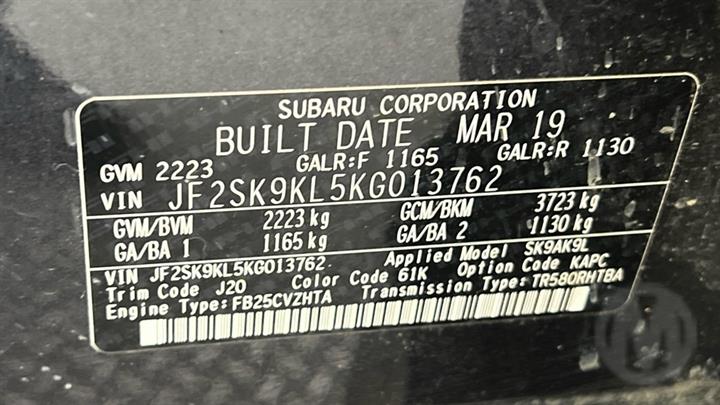 SUBARU CORPORATION
BUILT DATE MAR 19
GVM 2223 GALR:F 1165 GALR:R 1130
VIN JF2SK9KL5KG013762
GVM/BVM 2223 kg GCM/BKM 3723 kg
GA/BA 1 1165 kg GA/BA 2 1130 kg
VIN JF2SK9KL5KG013762 Applied Model SK9AK9L
Trim Code J20 Color Code 61K Option Code KAPC
Engine Type: FB25CVZHTA Transmission Type: TR580RHTBA
M